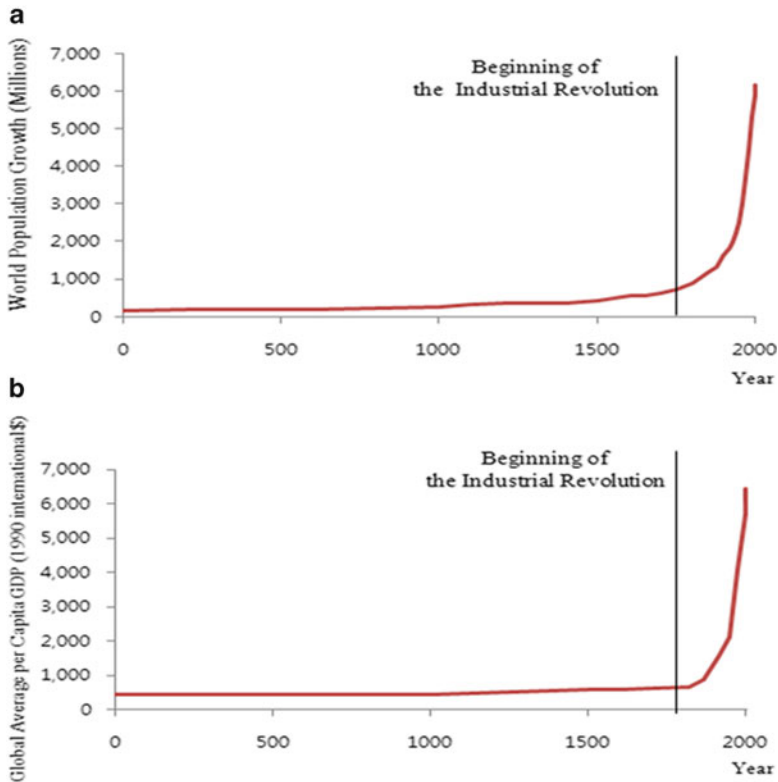 a
World Population Growth (Millions)
7,000
6,000
5,000
4,000
3,000
2,000
1,000
0
Beginning of
the Industrial Revolution
0 500 1000 1500 2000
Year
b
Global Average per Capita GDP (1990 international$)
7,000
6,000
5,000
4,000
3,000
2,000
1,000
0
Beginning of
the Industrial Revolution
0 500 1000 1500 2000
Year